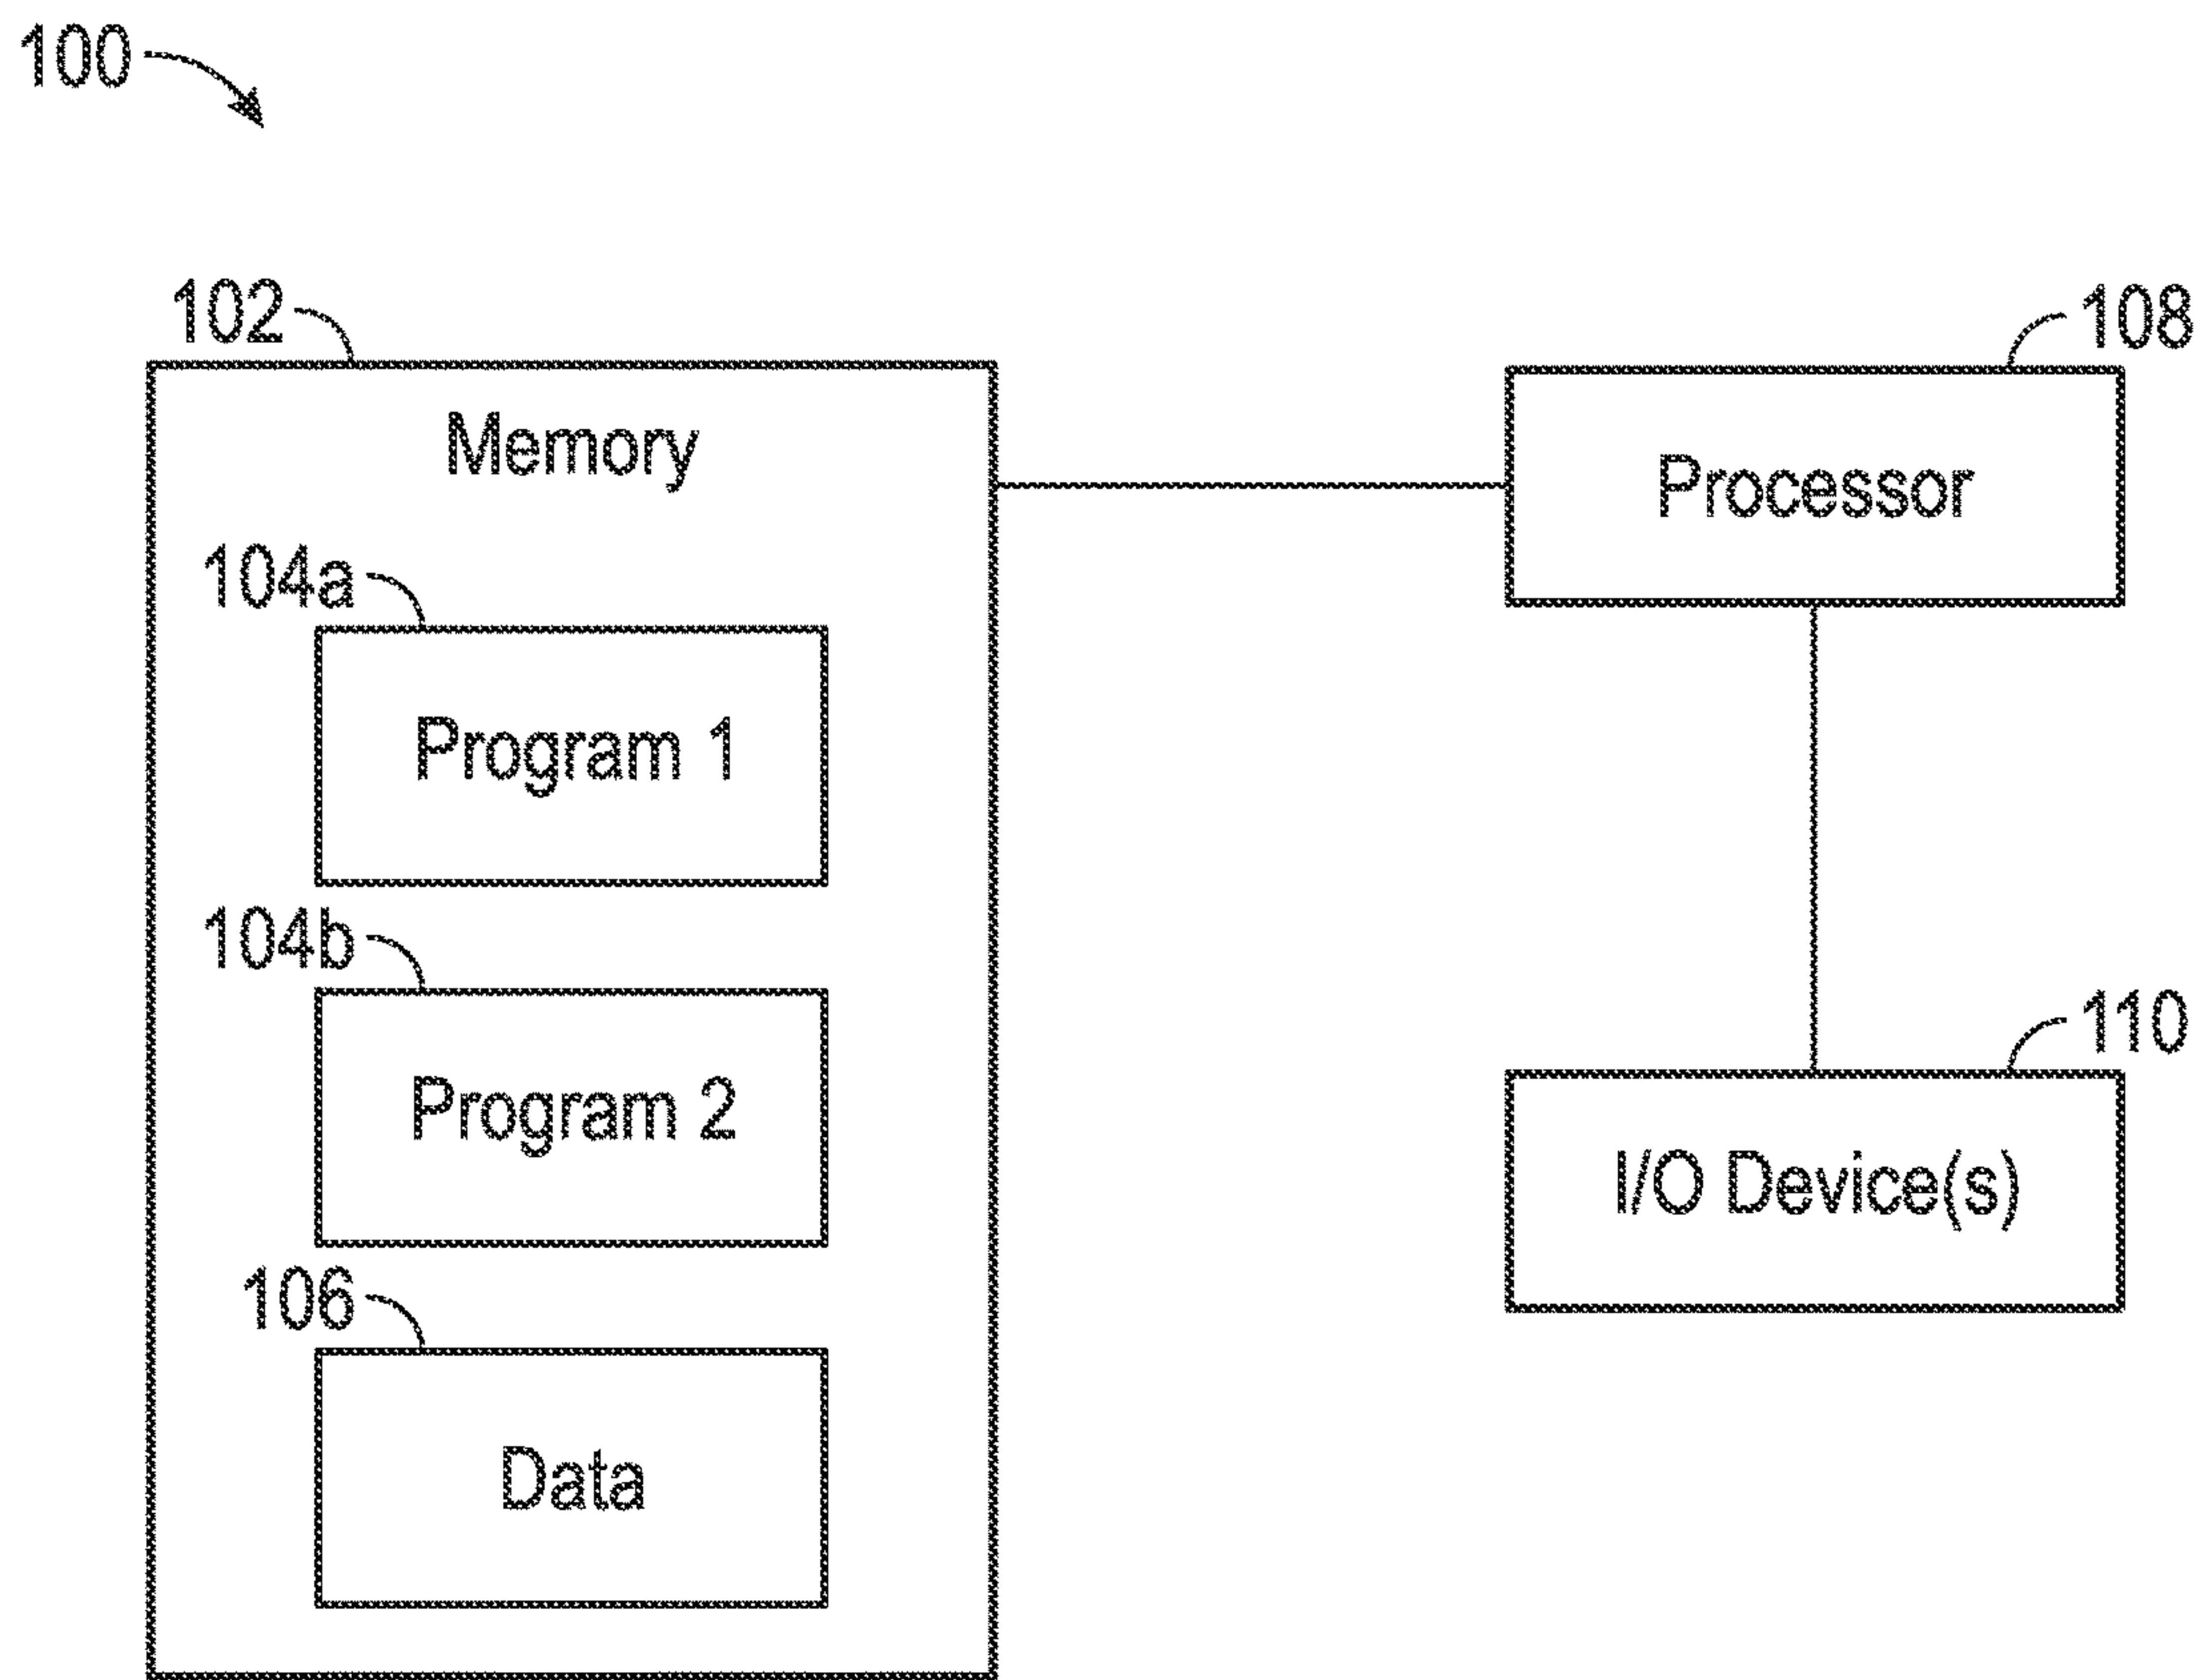 100
102
Memory
104a
Program 1
104b
Program 2
106
Data
108
Processor
110
I/O Device(s)